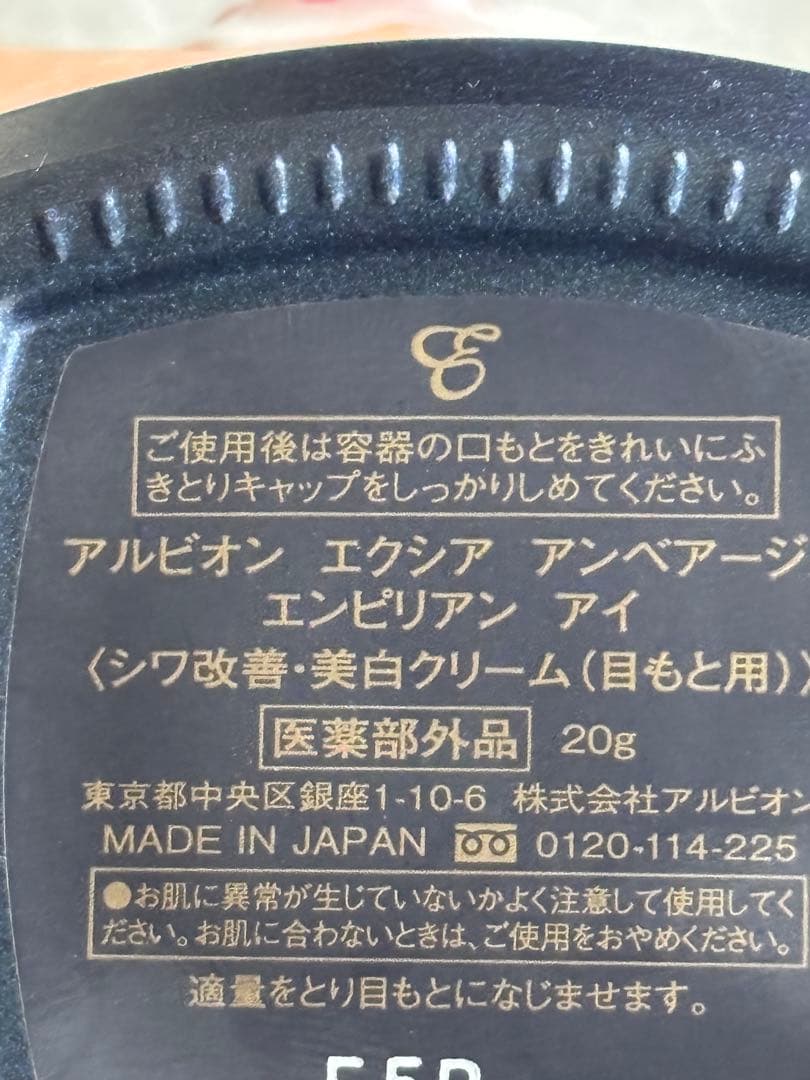 ご使用後は容器の口もとをきれいにふ
きとりキャップをしっかりしめてください。
アルビオン エクシア アンベアージ
エンピリアン アイ
〈シワ改善・美白クリーム(目もと用)〉
医薬部外品 20g
東京都中央区銀座1-10-6 株式会社アルビオン
MADE IN JAPAN 0120-114-225
●お肌に異常が生じていないかよく注意して使用してく
ださい。お肌に合わないときは、ご使用をおやめください。
適量をとり目もとになじませます。